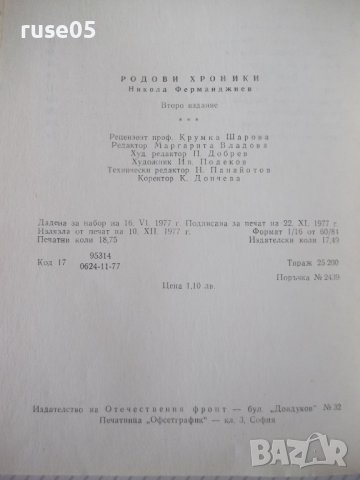 ruse05
РОДОВИ ХРОНИКИ
Никола Ферманджиев
Второ издание
* * *
Рецензент проф. Крумка Шарова
Редактор Маргарита Владова
Худ. редактор П. Добрев
Художник Ив. Подеков
Технически редактор Н. Панайотов
Коректор К. Дончева
Дадена за набор на 16. VI. 1977 г. Подписана за печат на 22. XI. 1977 г.
Излязла от печат на 10. XII. 1977 г. Формат 1/16 от 60/84
Печатни коли 18,75 Издателски коли 17,49
Код 17 95314 0624-11-77 Тираж 25 200
Поръчка № 2419
Цена 1,10 лв.
Издателство на Отечествения фронт — бул. „Дондуков“ № 32
Печатница „Офсетграфик“ — кл. 3, София
bazar